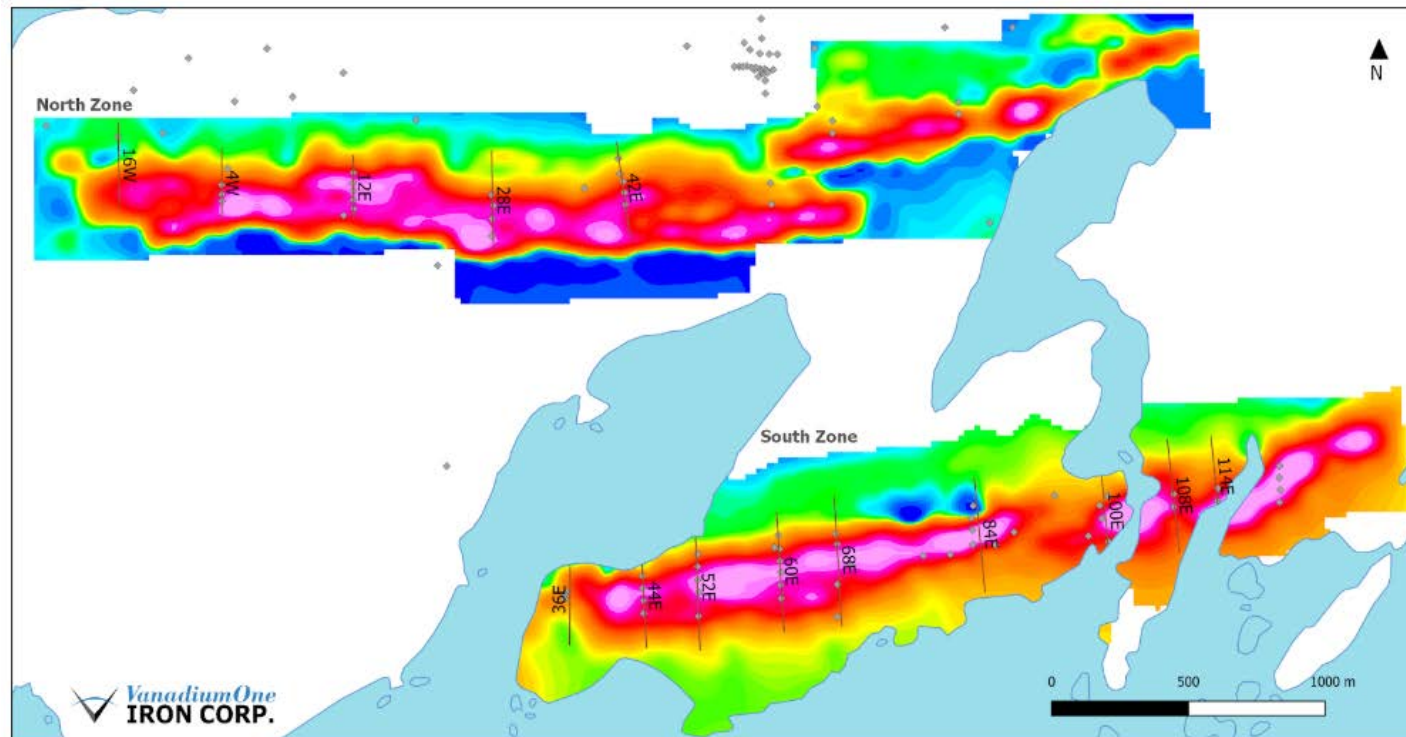 N
North Zone
16W
4W
12E
28E
42E
South Zone
36E
44E
52E
60E
68E
84E
100E
108E
114E
0 500 1000 m
VanadiumOne
IRON CORP.